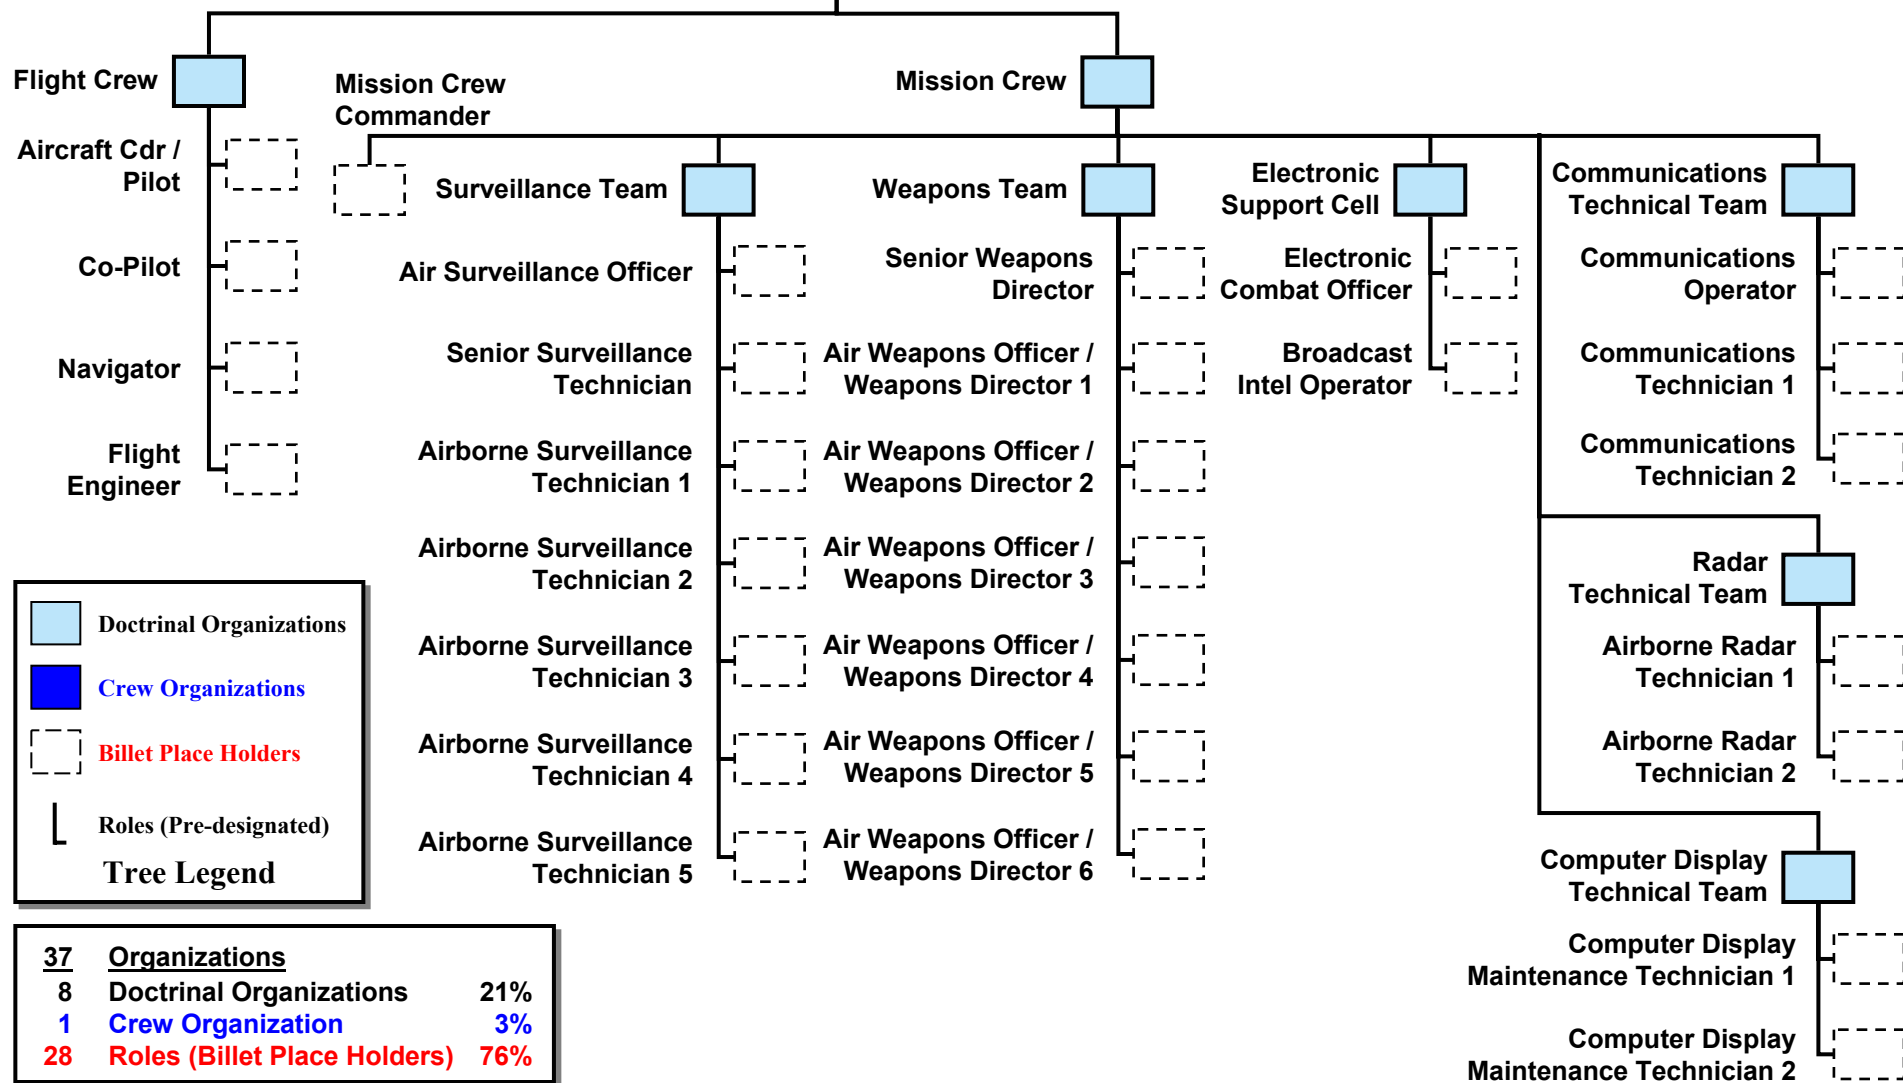 Flight Crew
Aircraft Cdr /
Pilot
Co-Pilot
Navigator
Flight
Engineer
Mission Crew
Commander
Mission Crew
Surveillance Team
Air Surveillance Officer
Senior Surveillance
Technician
Airborne Surveillance
Technician 1
Airborne Surveillance
Technician 2
Airborne Surveillance
Technician 3
Airborne Surveillance
Technician 4
Airborne Surveillance
Technician 5
Weapons Team
Senior Weapons
Director
Air Weapons Officer /
Weapons Director 1
Air Weapons Officer /
Weapons Director 2
Air Weapons Officer /
Weapons Director 3
Air Weapons Officer /
Weapons Director 4
Air Weapons Officer /
Weapons Director 5
Air Weapons Officer /
Weapons Director 6
Electronic
Support Cell
Electronic
Combat Officer
Broadcast
Intel Operator
Communications
Technical Team
Communications
Operator
Communications
Technician 1
Communications
Technician 2
Radar
Technical Team
Airborne Radar
Technician 1
Airborne Radar
Technician 2
Computer Display
Technical Team
Computer Display
Maintenance Technician 1
Computer Display
Maintenance Technician 2
Doctrinal Organizations
Crew Organizations
Billet Place Holders
Roles (Pre-designated)
Tree Legend
37 Organizations
8 Doctrinal Organizations 21%
1 Crew Organization 3%
28 Roles (Billet Place Holders) 76%